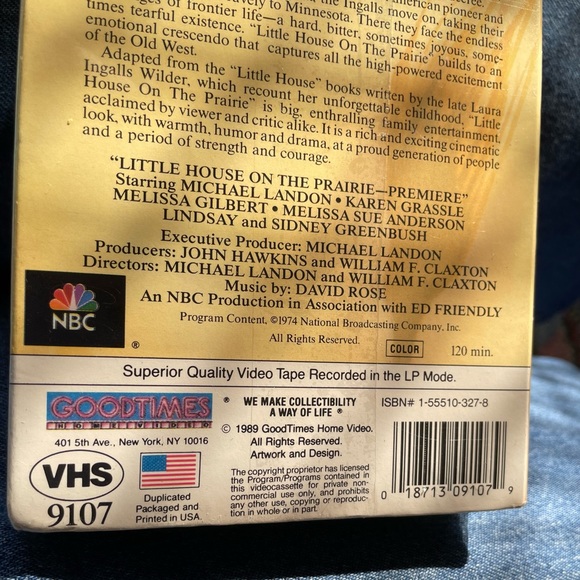 American pioneer and
the Ingalls move on, taking their
to Minnesota. There they face the endless
of frontier life—a hard, bitter, sometimes joyous, some-
times tearful existence. "Little House On The Prairie" builds to an
emotional crescendo that captures all the high-powered excitement
of the Old West.
Adapted from the "Little House" books written by the late Laura
Ingalls Wilder, which recount her unforgettable childhood, "Little
House On The Prairie" is big, enthralling family entertainment,
acclaimed by viewer and critic alike. It is a rich and exciting cinematic
look, with warmth, humor and drama, at a proud generation of people
and a period of strength and courage.
"LITTLE HOUSE ON THE PRAIRIE—PREMIERE"
Starring MICHAEL LANDON • KAREN GRASSLE
MELISSA GILBERT • MELISSA SUE ANDERSON
LINDSAY and SIDNEY GREENBUSH
Executive Producer: MICHAEL LANDON
Producers: JOHN HAWKINS and WILLIAM F. CLAXTON
Directors: MICHAEL LANDON and WILLIAM F. CLAXTON
Music by: DAVID ROSE
An NBC Production in Association with ED FRIENDLY
Program Content, ©1974 National Broadcasting Company, Inc.
All Rights Reserved.
COLOR 120 min.
NBC ®
Superior Quality Video Tape Recorded in the LP Mode.
GOODTIMES ®
HOME VIDEO
401 5th Ave., New York, NY 10016
VHS
9107
Duplicated
Packaged and
Printed in USA.
WE MAKE COLLECTIBILITY
A WAY OF LIFE ®
© 1989 GoodTimes Home Video.
All Rights Reserved.
Artwork and Design.
The copyright proprietor has licensed
the Program/Programs contained in
this videocassette for private non-
commercial use only, and prohibits
any other use, copying or reproduc-
tion in whole or in part.
ISBN# 1-55510-327-8
0 18713 09107 9